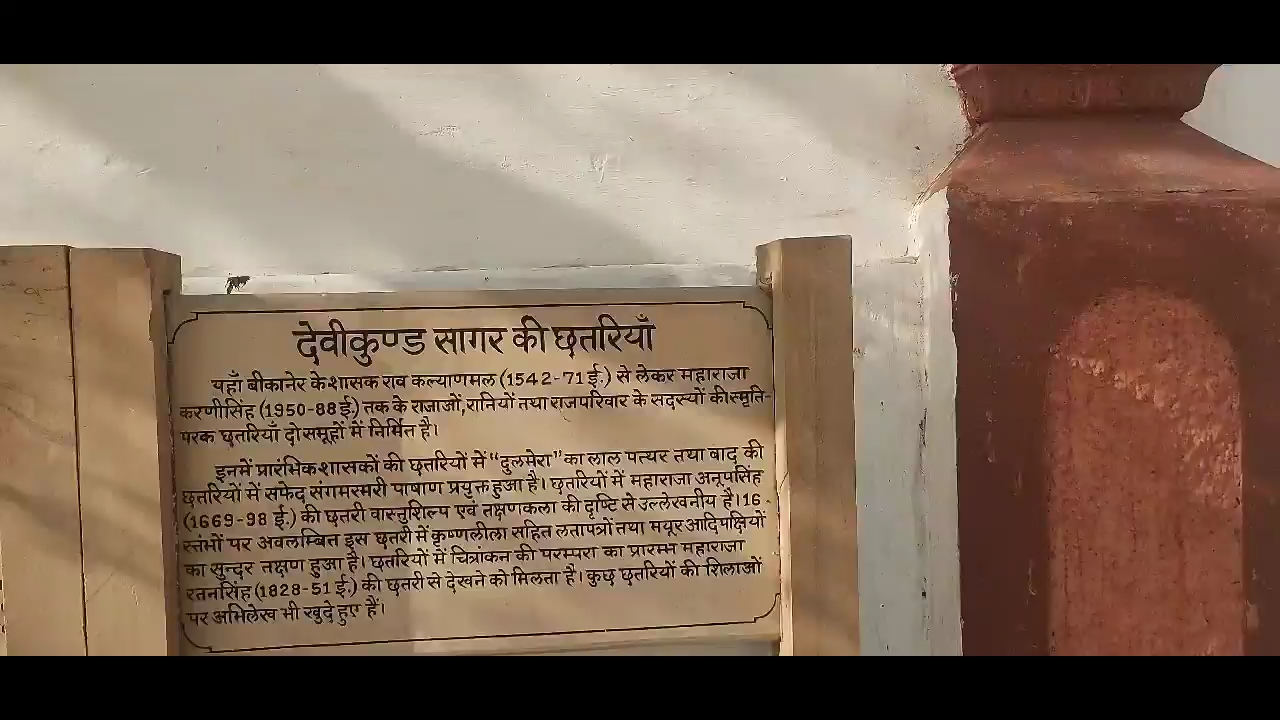 देवीकुण्ड सागर की छतरियाँ
यहाँ बीकानेर के शासक राव कल्याणमल (1542-71 ई.) से लेकर महाराजा
करणीसिंह (1950-88 ई.) तक के राजाओं, रानियों तथा राजपरिवार के सदस्यों की स्मृति-
परक छतरियाँ दो समूहों में निर्मित है।
इनमें प्रारंभिक शासकों की छतरियों में "दुलमेरा" का लाल पत्थर तथा बाद की
छतरियों में सफेद संगमरमरी पाषाण प्रयुक्त हुआ है। छतरियों में महाराजा अनूपसिंह
(1669-98 ई.) की छतरी वास्तुशिल्प एवं तक्षणकला की दृष्टि से उल्लेखनीय है। 16
स्तंभों पर अवलम्बित इस छतरी में कृष्णलीला सहित लतापत्रों तथा मयूर आदि पक्षियों
का सुन्दर तक्षण हुआ है। छतरियों में चित्रांकन की परम्परा का प्रारम्भ महाराजा
रतनसिंह (1828-51 ई.) की छतरी से देखने को मिलता है। कुछ छतरियों की शिलाओं
पर अभिलेख भी खुदे हुए हैं।